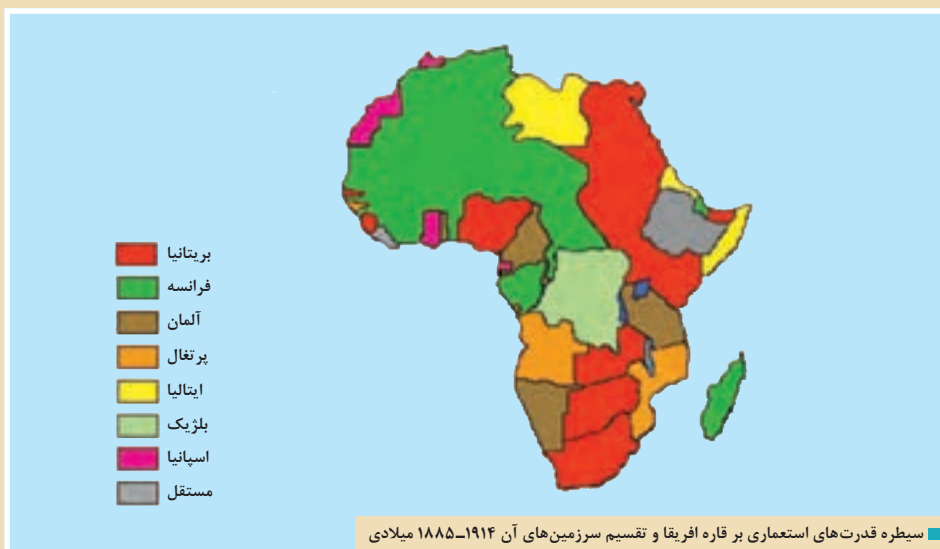 بریتانیا
فرانسه
آلمان
پرتغال
ایتالیا
بلژیک
اسپانیا
مستقل
سیطره قدرت‌های استعماری بر قاره افریقا و تقسیم سرزمین‌های آن ۱۹۱۴ــ۱۸۸۵ میلادی